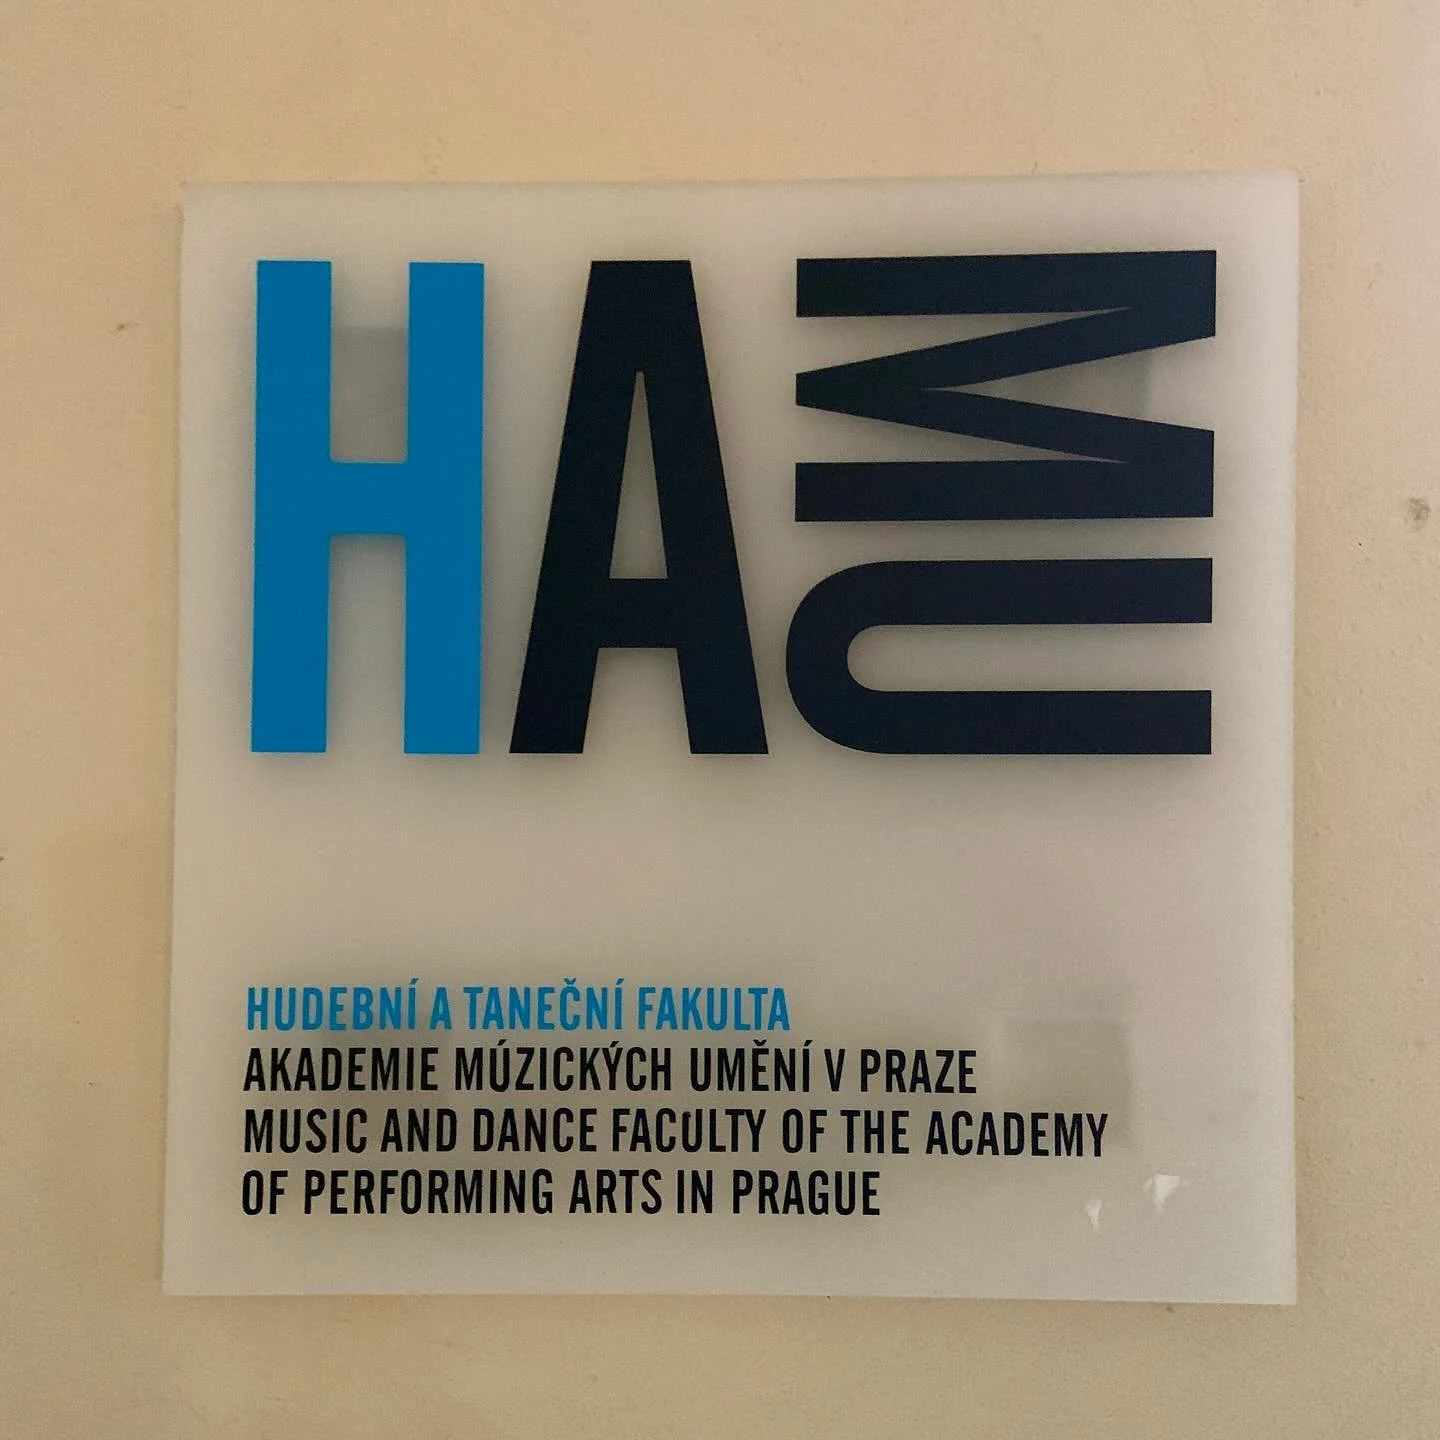 HAMU
HUDEBNÍ A TANEČNÍ FAKULTA
AKADEMIE MÚZICKÝCH UMĚNÍ V PRAZE
MUSIC AND DANCE FACULTY OF THE ACADEMY
OF PERFORMING ARTS IN PRAGUE